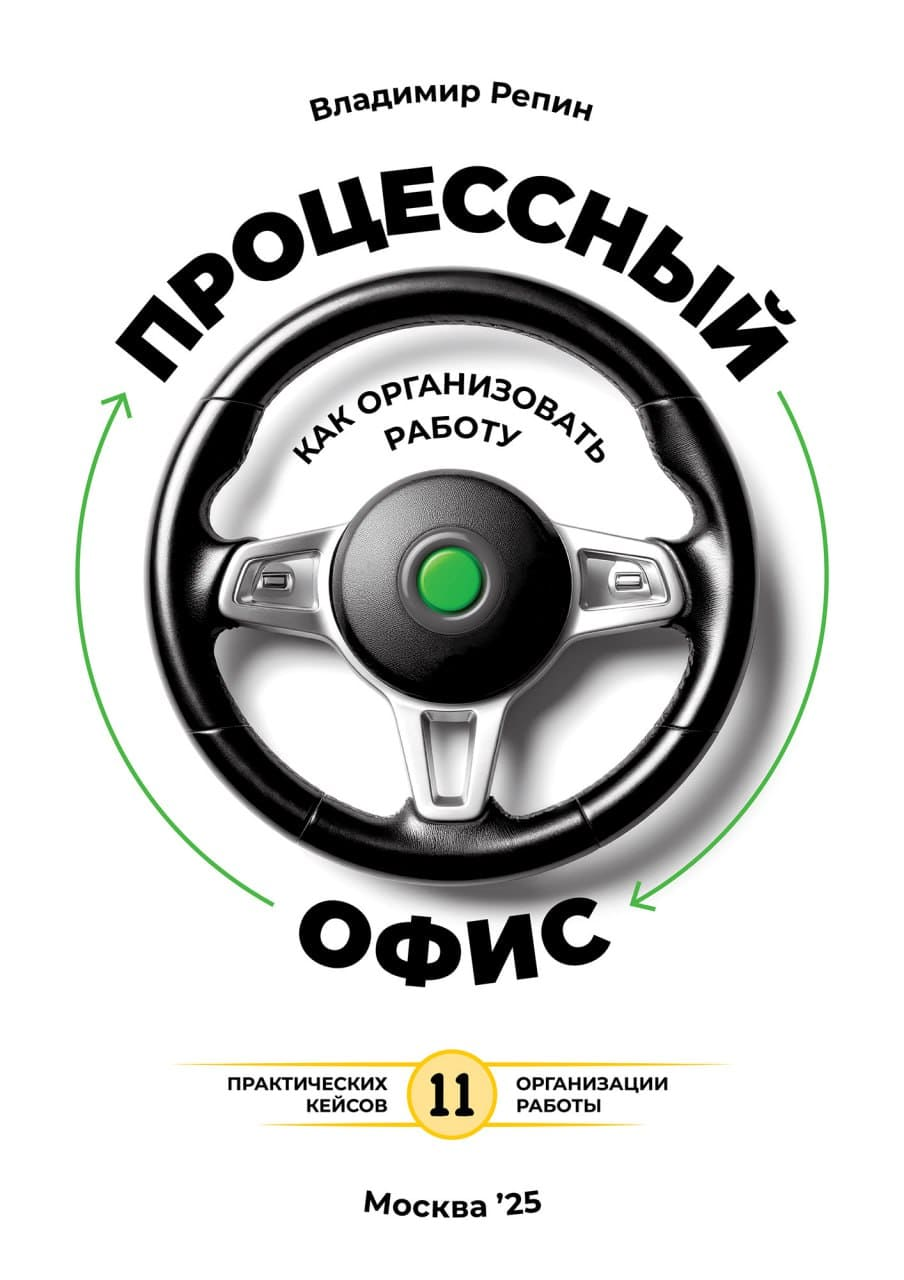 Владимир Репин
ПРОЦЕССНЫЙ
КАК ОРГАНИЗОВАТЬ
РАБОТУ
ОФИС
ПРАКТИЧЕСКИХ
КЕЙСОВ
11
ОРГАНИЗАЦИИ
РАБОТЫ
Москва ’25